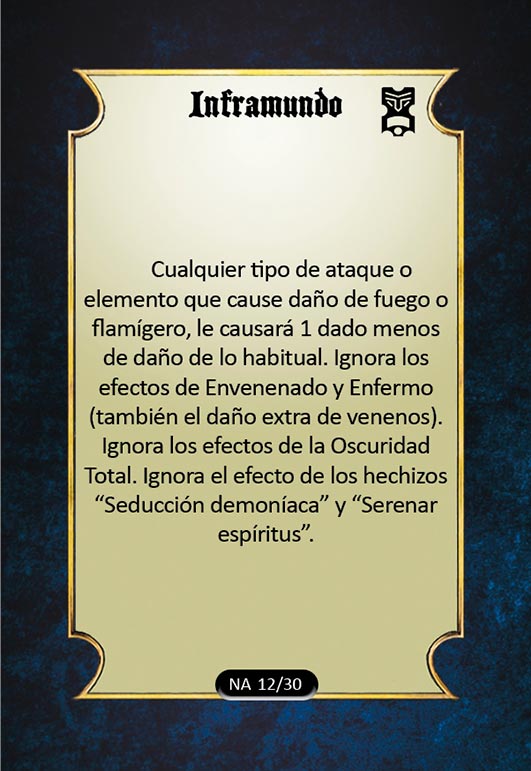 Inframundo
Cualquier tipo de ataque o
elemento que cause daño de fuego o
flamígero, le causará 1 dado menos
de daño de lo habitual. Ignora los
efectos de Envenenado y Enfermo
(también el daño extra de venenos).
Ignora los efectos de la Oscuridad
Total. Ignora el efecto de los hechizos
“Seducción demoníaca” y “Serenar
espíritus”.
NA 12/30